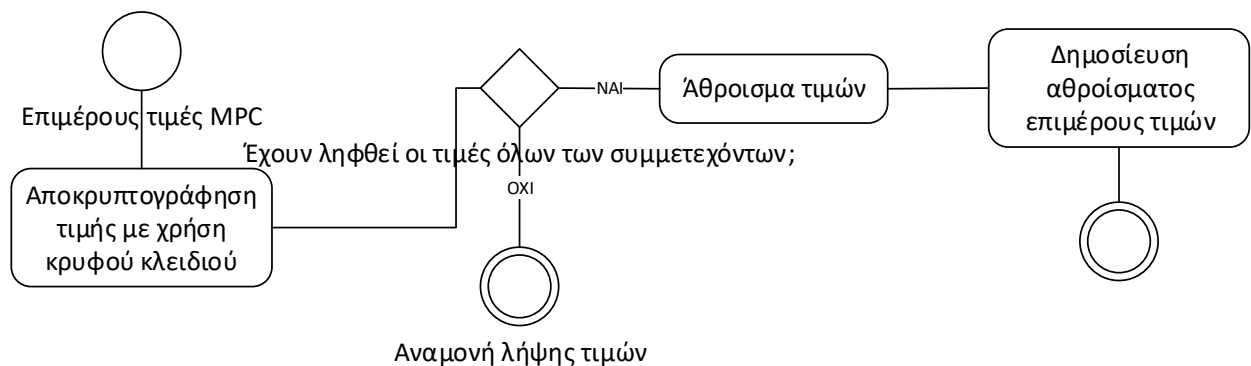 Επιμέρους τιμές MPC
Αποκρυπτογράφηση
τιμής με χρήση
κρυφού κλειδιού
Έχουν ληφθεί οι τιμές όλων των συμμετεχόντων;
ΝΑΙ
ΟΧΙ
Αναμονή λήψης τιμών
Άθροισμα τιμών
Δημοσίευση
αθροίσματος
επιμέρους τιμών